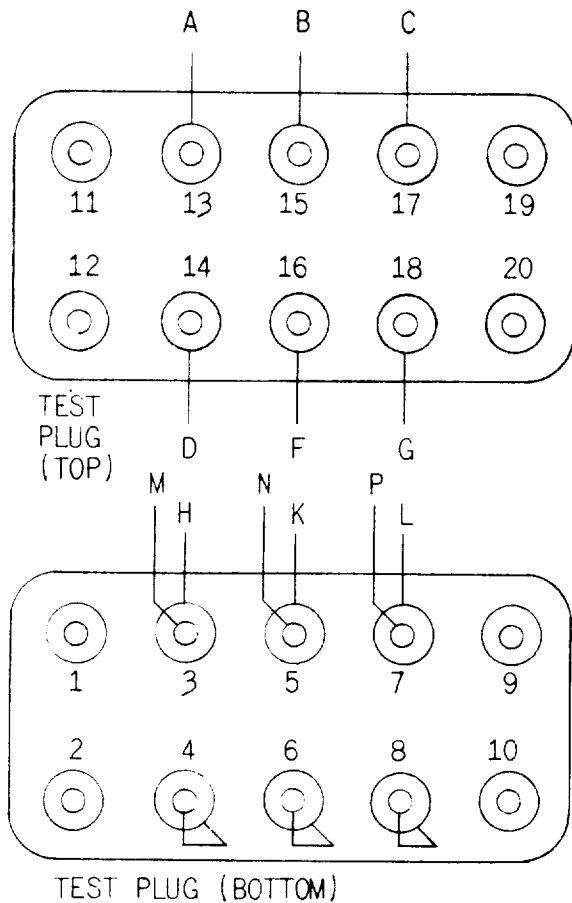 A B C
11 13 15 17 19
12 14 16 18 20
TEST
PLUG
(TOP)
D F G
M N P
H K L
1 3 5 7 9
2 4 6 8 10
TEST PLUG (BOTTOM)